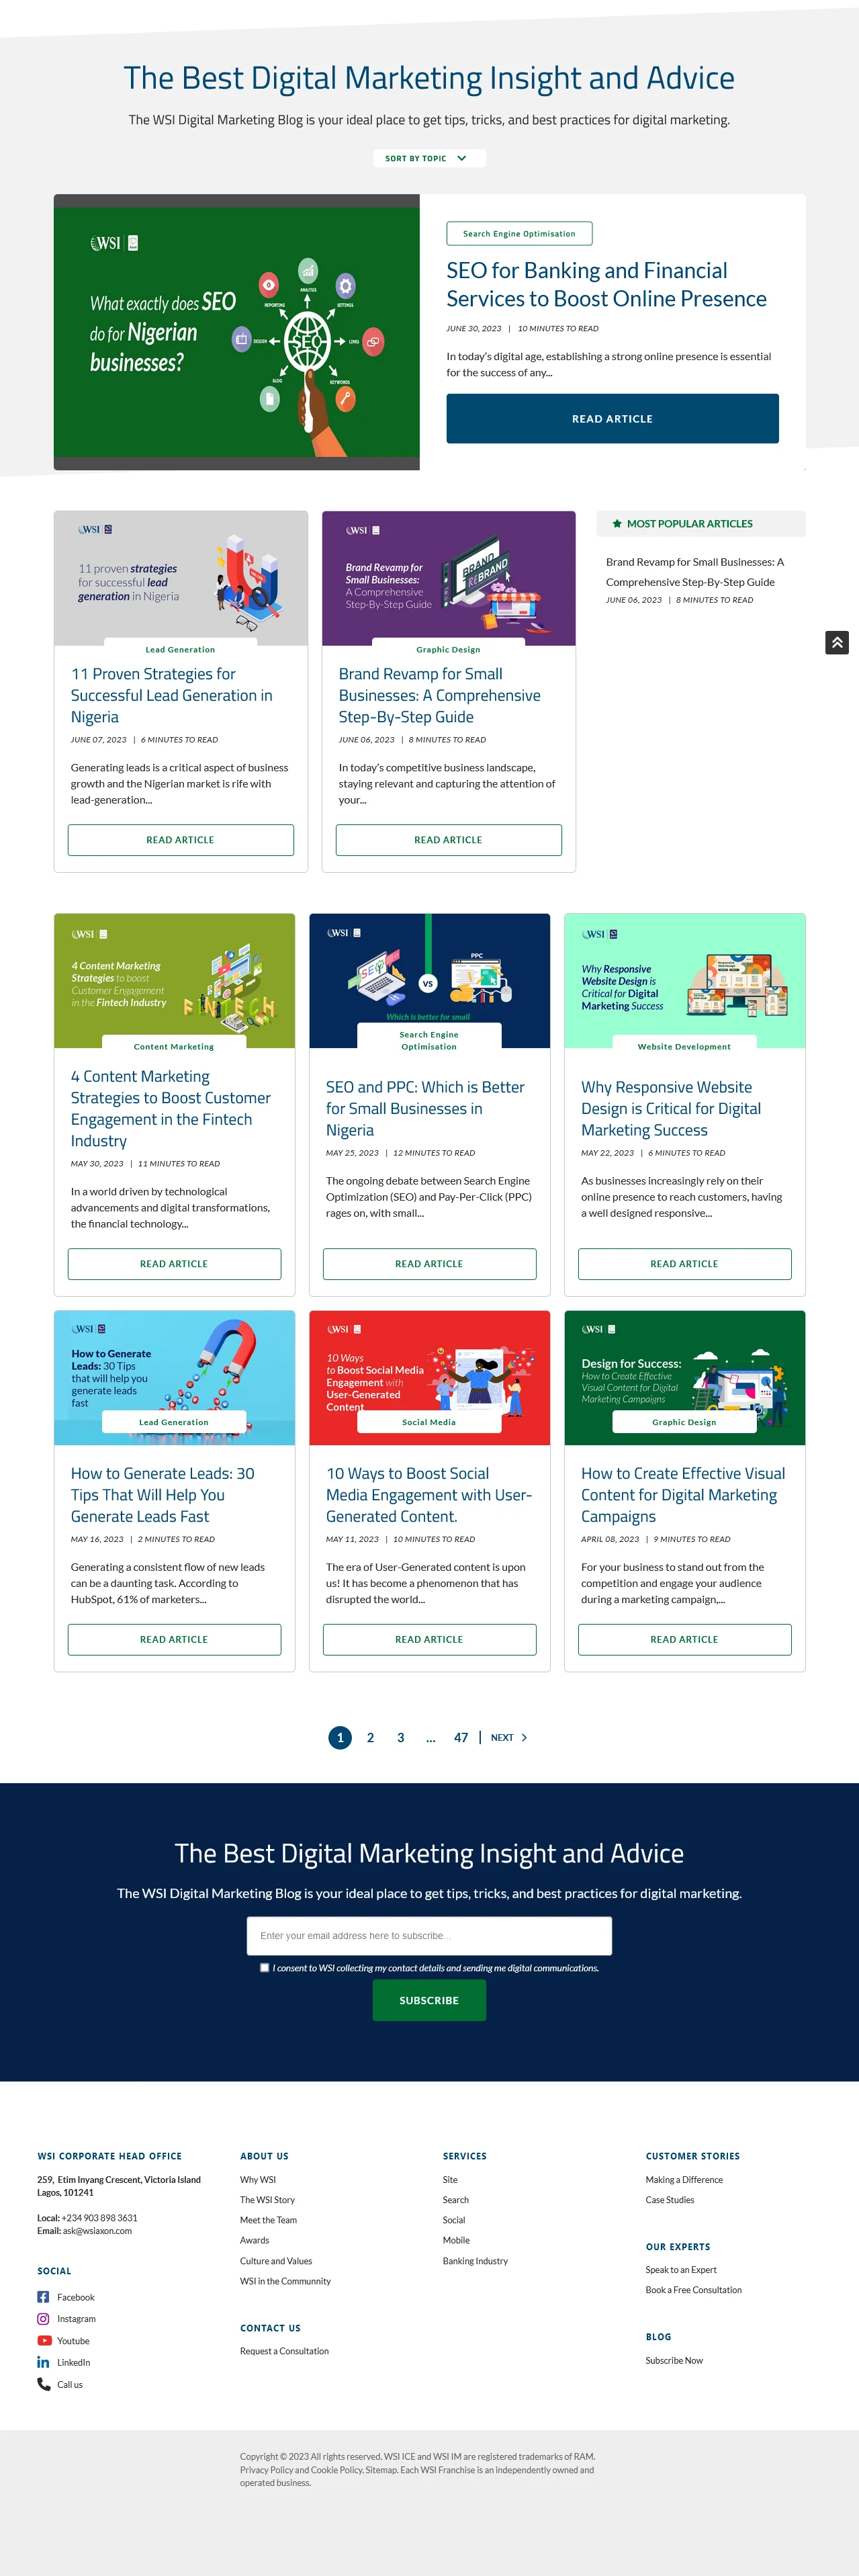 The Best Digital Marketing Insight and Advice
The WSI Digital Marketing Blog is your ideal place to get tips, tricks, and best practices for digital marketing.
SORT BY TOPIC
WSI
What exactly does SEO
do for Nigerian
businesses?
ANALYSIS
REPORTING
SETTINGS
DESIGN
SEO
LINKS
BLOG
KEYWORDS
Search Engine Optimisation
SEO for Banking and Financial
Services to Boost Online Presence
JUNE 30, 2023 | 10 MINUTES TO READ
In today's digital age, establishing a strong online presence is essential
for the success of any...
READ ARTICLE
WSI
11 proven strategies
for successful lead
generation in Nigeria
Lead Generation
11 Proven Strategies for
Successful Lead Generation in
Nigeria
JUNE 07, 2023 | 6 MINUTES TO READ
Generating leads is a critical aspect of business
growth and the Nigerian market is rife with
lead-generation...
READ ARTICLE
WSI
Brand Revamp for
Small Businesses:
A Comprehensive
Step-By-Step Guide
BRAND
REBRAND
Graphic Design
Brand Revamp for Small
Businesses: A Comprehensive
Step-By-Step Guide
JUNE 06, 2023 | 8 MINUTES TO READ
In today's competitive business landscape,
staying relevant and capturing the attention of
your...
READ ARTICLE
MOST POPULAR ARTICLES
Brand Revamp for Small Businesses: A
Comprehensive Step-By-Step Guide
JUNE 06, 2023 | 8 MINUTES TO READ
WSI
4 Content Marketing
Strategies to boost
Customer Engagement
in the Fintech Industry
FINTECH
Content Marketing
4 Content Marketing
Strategies to Boost Customer
Engagement in the Fintech
Industry
MAY 30, 2023 | 11 MINUTES TO READ
In a world driven by technological
advancements and digital transformations,
the financial technology...
READ ARTICLE
WSI
SEO
VS
PPC
Which is better for small
Search Engine
Optimisation
SEO and PPC: Which is Better
for Small Businesses in
Nigeria
MAY 25, 2023 | 12 MINUTES TO READ
The ongoing debate between Search Engine
Optimization (SEO) and Pay-Per-Click (PPC)
rages on, with small...
READ ARTICLE
WSI
Why Responsive
Website Design is
Critical for Digital
Marketing Success
Website Development
Why Responsive Website
Design is Critical for Digital
Marketing Success
MAY 22, 2023 | 6 MINUTES TO READ
As businesses increasingly rely on their
online presence to reach customers, having
a well designed responsive...
READ ARTICLE
WSI
How to Generate
Leads: 30 Tips
that will help you
generate leads
fast
Lead Generation
How to Generate Leads: 30
Tips That Will Help You
Generate Leads Fast
MAY 16, 2023 | 2 MINUTES TO READ
Generating a consistent flow of new leads
can be a daunting task. According to
HubSpot, 61% of marketers...
READ ARTICLE
WSI
10 Ways
to Boost Social Media
Engagement with
User-Generated
Content
Social Media
10 Ways to Boost Social
Media Engagement with User-
Generated Content.
MAY 11, 2023 | 10 MINUTES TO READ
The era of User-Generated content is upon
us! It has become a phenomenon that has
disrupted the world...
READ ARTICLE
WSI
Design for Success:
How to Create Effective
Visual Content for Digital
Marketing Campaigns
Graphic Design
How to Create Effective Visual
Content for Digital Marketing
Campaigns
APRIL 08, 2023 | 9 MINUTES TO READ
For your business to stand out from the
competition and engage your audience
during a marketing campaign,...
READ ARTICLE
1 2 3 ... 47 | NEXT
The Best Digital Marketing Insight and Advice
The WSI Digital Marketing Blog is your ideal place to get tips, tricks, and best practices for digital marketing.
Enter your email address here to subscribe...
I consent to WSI collecting my contact details and sending me digital communications.
SUBSCRIBE
WSI CORPORATE HEAD OFFICE
259, Etim Inyang Crescent, Victoria Island
Lagos, 101241
Local: +234 903 898 3631
Email: ask@wsiaxon.com
SOCIAL
Facebook
Instagram
Youtube
LinkedIn
Call us
ABOUT US
Why WSI
The WSI Story
Meet the Team
Awards
Culture and Values
WSI in the Communnity
CONTACT US
Request a Consultation
SERVICES
Site
Search
Social
Mobile
Banking Industry
CUSTOMER STORIES
Making a Difference
Case Studies
OUR EXPERTS
Speak to an Expert
Book a Free Consultation
BLOG
Subscribe Now
Copyright © 2023 All rights reserved. WSI ICE and WSI IM are registered trademarks of RAM.
Privacy Policy and Cookie Policy. Sitemap. Each WSI Franchise is an independently owned and
operated business.